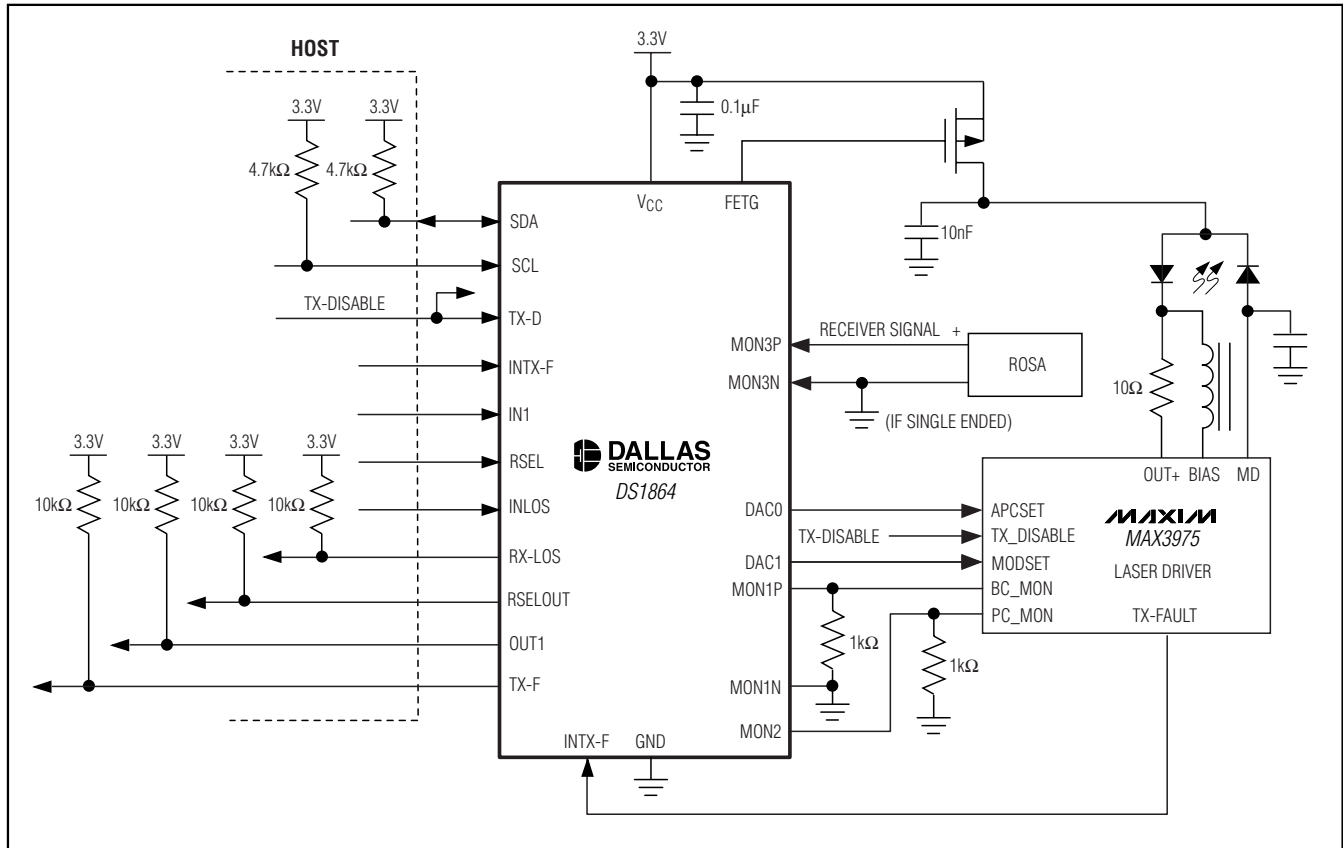 HOST
3.3V
3.3V
3.3V
0.1µF
4.7kΩ
4.7kΩ
VCC
FETG
10nF
SDA
SCL
TX-DISABLE
TX-D
INTX-F
IN1
RSEL
INLOS
RX-LOS
RSELOUT
OUT1
TX-F
3.3V
3.3V
3.3V
3.3V
10kΩ
10kΩ
10kΩ
10kΩ
DALLAS
SEMICONDUCTOR
DS1864
MON3P
MON3N
RECEIVER SIGNAL +
ROSA
(IF SINGLE ENDED)
10Ω
OUT+ BIAS MD
DAC0
TX-DISABLE
DAC1
MON1P
MON1N
MON2
1kΩ
1kΩ
APCSET
TX_DISABLE
MODSET
BC_MON
PC_MON
MAXIM
MAX3975
LASER DRIVER
TX-FAULT
INTX-F
GND